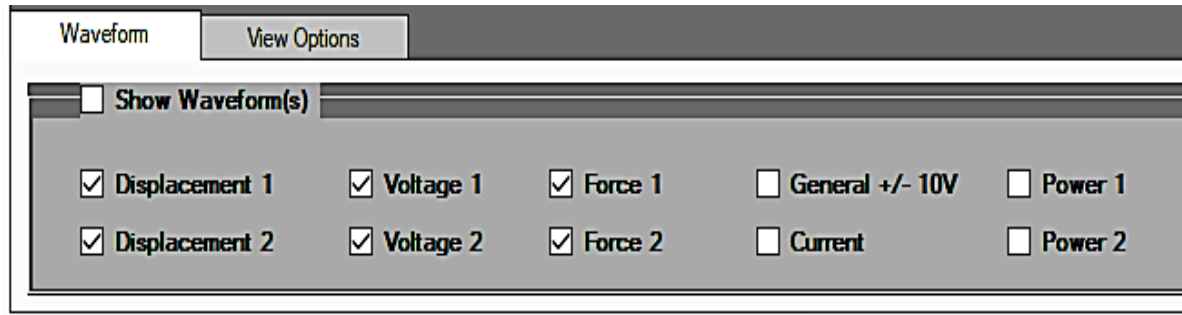 Waveform View Options
Show Waveform(s)
Displacement 1 Voltage 1 Force 1 General +/- 10V Power 1
Displacement 2 Voltage 2 Force 2 Current Power 2